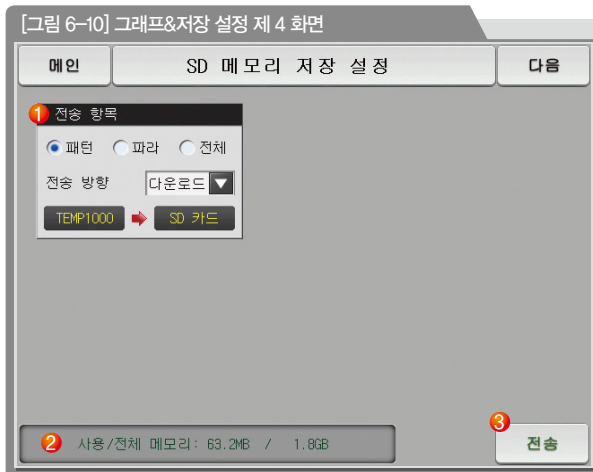 [그림 6-10] 그래프&저장 설정 제 4 화면
메인 SD 메모리 저장 설정 다음
1 전송 항목
패턴 파라 전체
전송 방향 다운로드
TEMP1000 SD 카드
2 사용/전체 메모리: 63.2MB / 1.8GB
3 전송